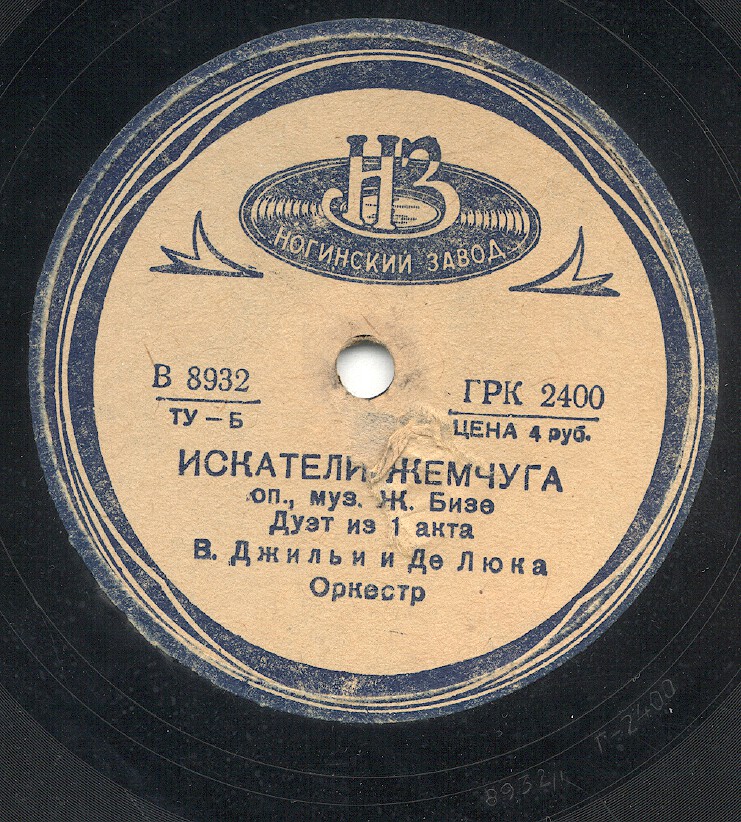 НЗ
НОГИНСКИЙ ЗАВОД
В 8932
ТУ – Б
ГРК 2400
ЦЕНА 4 руб.
ИСКАТЕЛИ ЖЕМЧУГА
оп., муз. Ж. Бизе
Дуэт из 1 акта
В. Джильи и Де Люка
Оркестр
Г-2400
8932/1